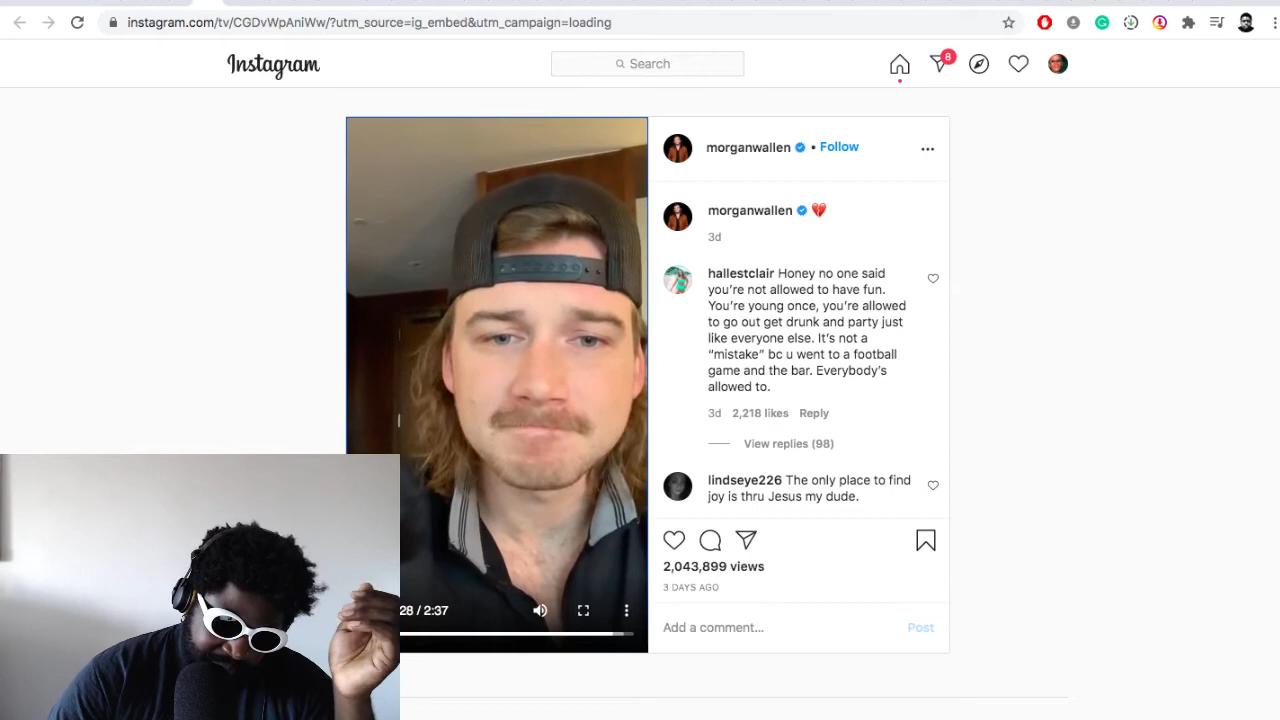 instagram.com/tv/CGDvWpAniWw/?utm_source=ig_embed&utm_campaign=loading
Instagram
Search
8
morganwallen • Follow
morganwallen 💔
3d
hallestclair Honey no one said
you’re not allowed to have fun.
You’re young once, you’re allowed
to go out get drunk and party just
like everyone else. It’s not a
“mistake” bc u went to a football
game and the bar. Everybody’s
allowed to.
3d 2,218 likes Reply
View replies (98)
lindseye226 The only place to find
joy is thru Jesus my dude.
28 / 2:37
2,043,899 views
3 DAYS AGO
Add a comment... Post